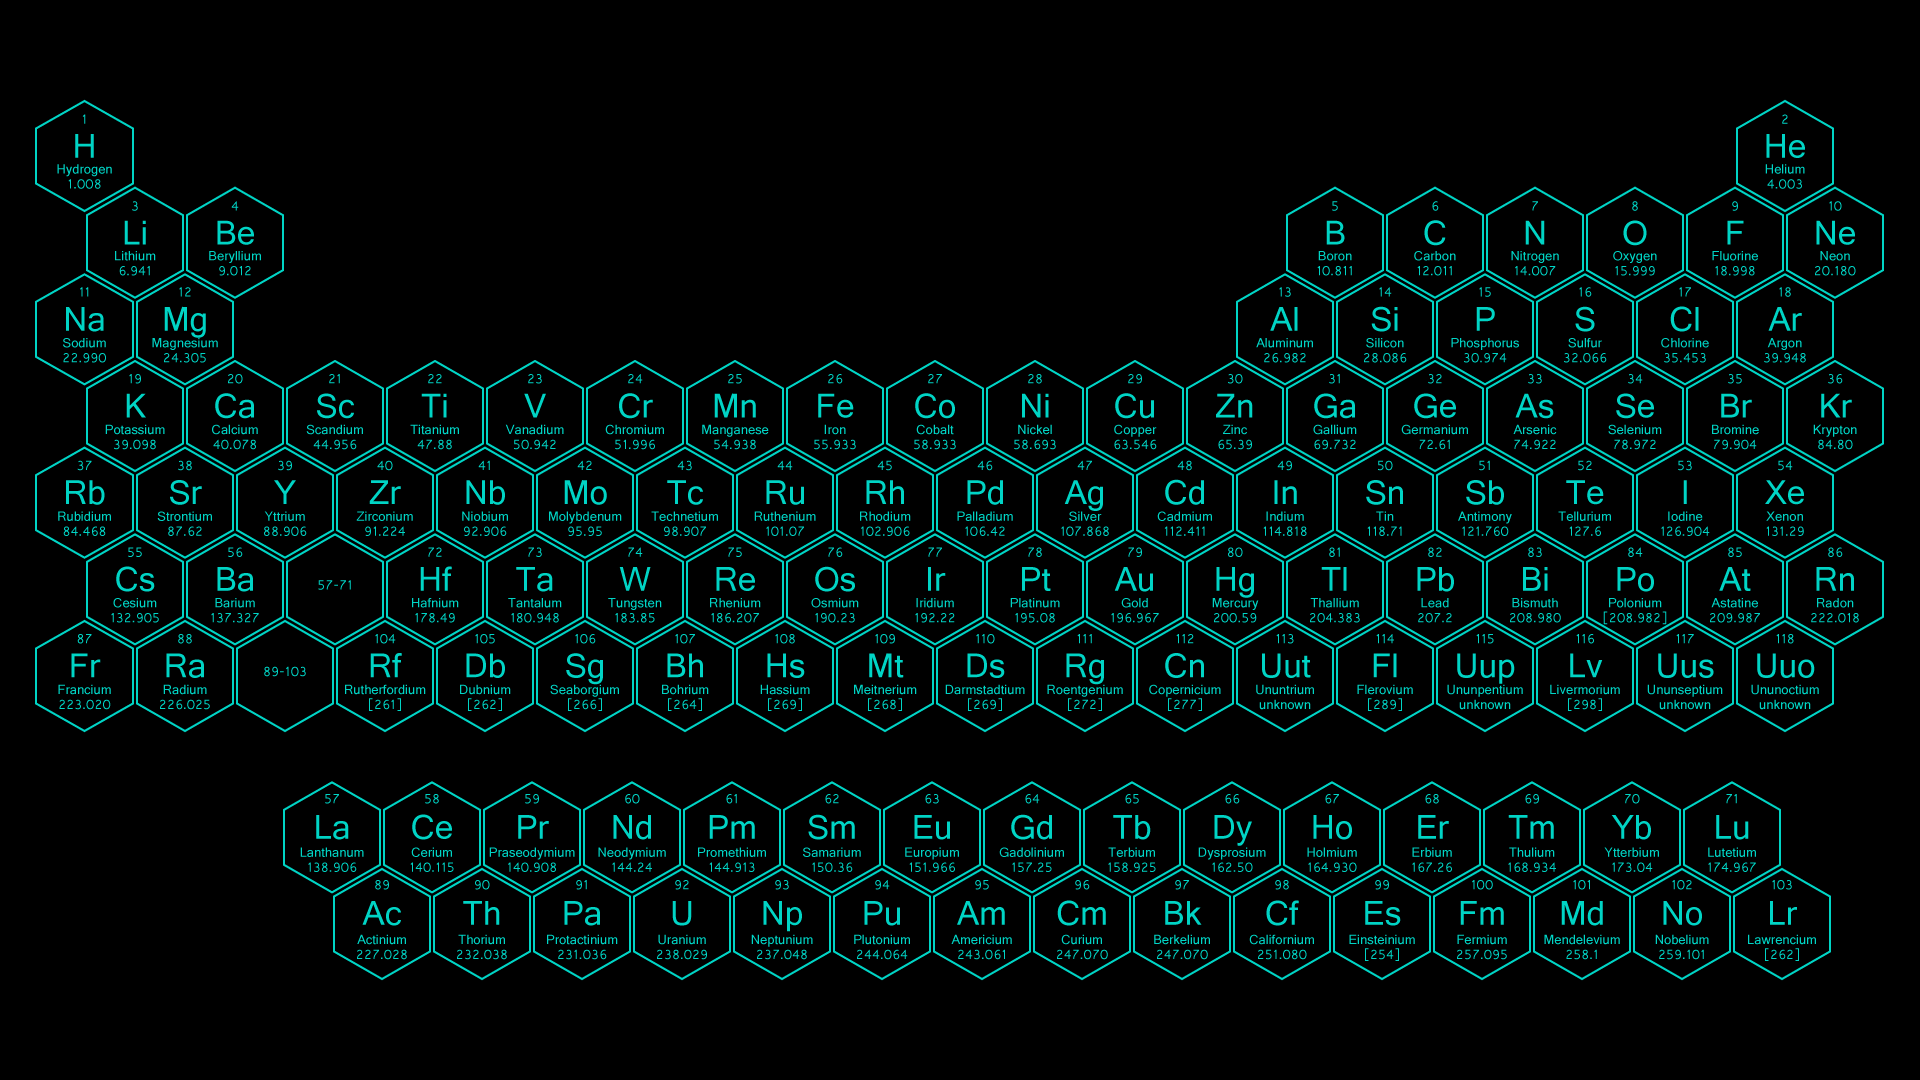 1 2
H He
Hydrogen Helium
1.008 4.003
3 4 5 6 7 8 9 10
Li Be B C N O F Ne
Lithium Beryllium Boron Carbon Nitrogen Oxygen Fluorine Neon
6.941 9.012 10.811 12.011 14.007 15.999 18.998 20.180
11 12 13 14 15 16 17 18
Na Mg Al Si P S Cl Ar
Sodium Magnesium Aluminum Silicon Phosphorus Sulfur Chlorine Argon
22.990 24.305 26.982 28.086 30.974 32.066 35.453 39.948
19 20 21 22 23 24 25 26 27 28 29 30 31 32 33 34 35 36
K Ca Sc Ti V Cr Mn Fe Co Ni Cu Zn Ga Ge As Se Br Kr
Potassium Calcium Scandium Titanium Vanadium Chromium Manganese Iron Cobalt Nickel Copper Zinc Gallium Germanium Arsenic Selenium Bromine Krypton
39.098 40.078 44.956 47.88 50.942 51.996 54.938 55.933 58.933 58.693 63.546 65.39 69.732 72.61 74.922 78.972 79.904 84.80
37 38 39 40 41 42 43 44 45 46 47 48 49 50 51 52 53 54
Rb Sr Y Zr Nb Mo Tc Ru Rh Pd Ag Cd In Sn Sb Te I Xe
Rubidium Strontium Yttrium Zirconium Niobium Molybdenum Technetium Ruthenium Rhodium Palladium Silver Cadmium Indium Tin Antimony Tellurium Iodine Xenon
84.468 87.62 88.906 91.224 92.906 95.95 98.907 101.07 102.906 106.42 107.868 112.411 114.818 118.71 121.760 127.6 126.904 131.29
55 56 72 73 74 75 76 77 78 79 80 81 82 83 84 85 86
Cs Ba 57-71 Hf Ta W Re Os Ir Pt Au Hg Tl Pb Bi Po At Rn
Cesium Barium Hafnium Tantalum Tungsten Rhenium Osmium Iridium Platinum Gold Mercury Thallium Lead Bismuth Polonium Astatine Radon
132.905 137.327 178.49 180.948 183.85 186.207 190.23 192.22 195.08 196.967 200.59 204.383 207.2 208.980 [208.982] 209.987 222.018
87 88 104 105 106 107 108 109 110 111 112 113 114 115 116 117 118
Fr Ra 89-103 Rf Db Sg Bh Hs Mt Ds Rg Cn Uut Fl Uup Lv Uus Uuo
Francium Radium Rutherfordium Dubnium Seaborgium Bohrium Hassium Meitnerium Darmstadtium Roentgenium Copernicium Ununtrium Flerovium Ununpentium Livermorium Ununseptium Ununoctium
223.020 226.025 [261] [262] [266] [264] [269] [268] [269] [272] [277] unknown [289] unknown [298] unknown unknown
57 58 59 60 61 62 63 64 65 66 67 68 69 70 71
La Ce Pr Nd Pm Sm Eu Gd Tb Dy Ho Er Tm Yb Lu
Lanthanum Cerium Praseodymium Neodymium Promethium Samarium Europium Gadolinium Terbium Dysprosium Holmium Erbium Thulium Ytterbium Lutetium
138.906 140.115 140.908 144.24 144.913 150.36 151.966 157.25 158.925 162.50 164.930 167.26 168.934 173.04 174.967
89 90 91 92 93 94 95 96 97 98 99 100 101 102 103
Ac Th Pa U Np Pu Am Cm Bk Cf Es Fm Md No Lr
Actinium Thorium Protactinium Uranium Neptunium Plutonium Americium Curium Berkelium Californium Einsteinium Fermium Mendelevium Nobelium Lawrencium
227.028 232.038 231.036 238.029 237.048 244.064 243.061 247.070 247.070 251.080 [254] 257.095 258.1 259.101 [262]